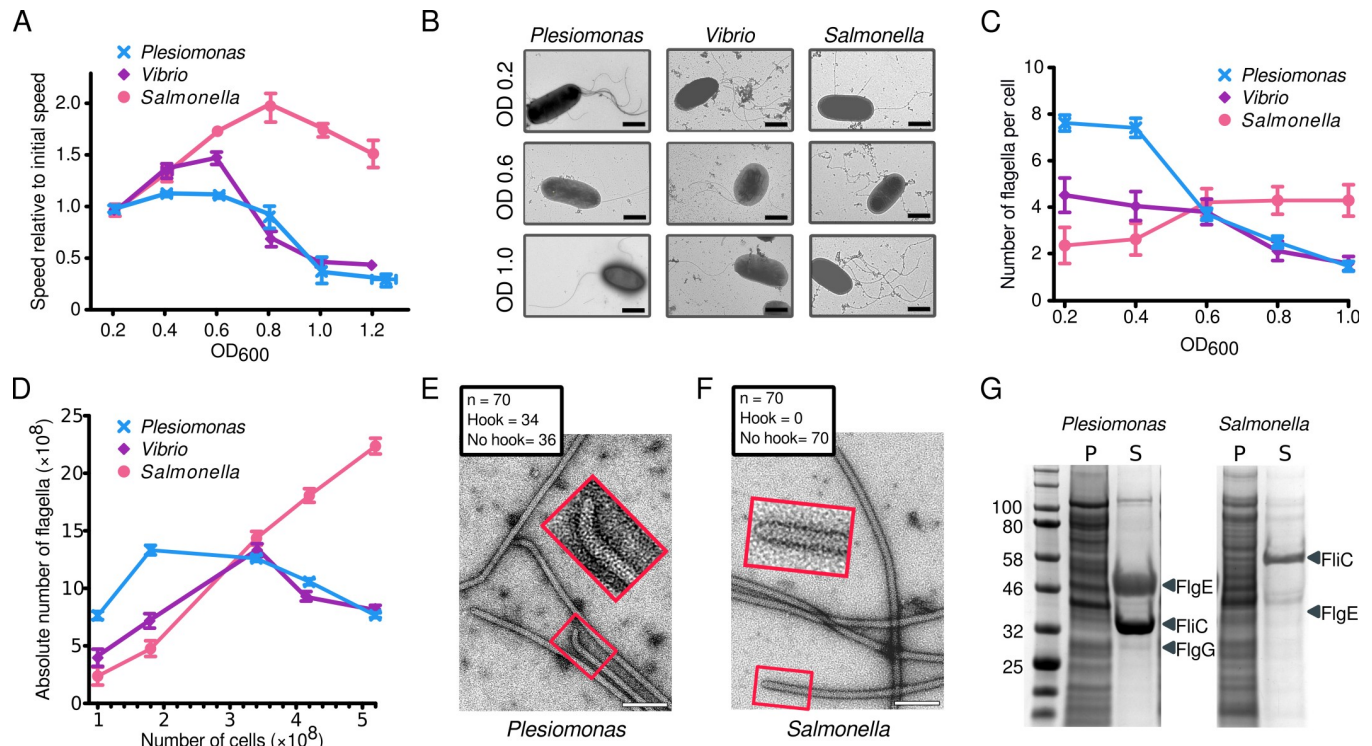 A
Plesiomonas
Vibrio
Salmonella
Speed relative to initial speed
2.0
1.5
1.0
0.5
0
0.2 0.4 0.6 0.8 1.0 1.2
OD600
B
Plesiomonas Vibrio Salmonella
OD 0.2
OD 0.6
OD 1.0
C
Plesiomonas
Vibrio
Salmonella
Number of flagella per cell
10
8
6
4
2
0
0.2 0.4 0.6 0.8 1.0
OD600
D
Plesiomonas
Vibrio
Salmonella
Absolute number of flagella (×10⁸)
25
20
15
10
5
0
1 2 3 4 5
Number of cells (×10⁸)
E
n = 70
Hook = 34
No hook= 36
Plesiomonas
F
n = 70
Hook = 0
No hook= 70
Salmonella
G
Plesiomonas Salmonella
P S P S
100
80
58
46
32
25
FlgE
FliC
FlgG
FliC
FlgE